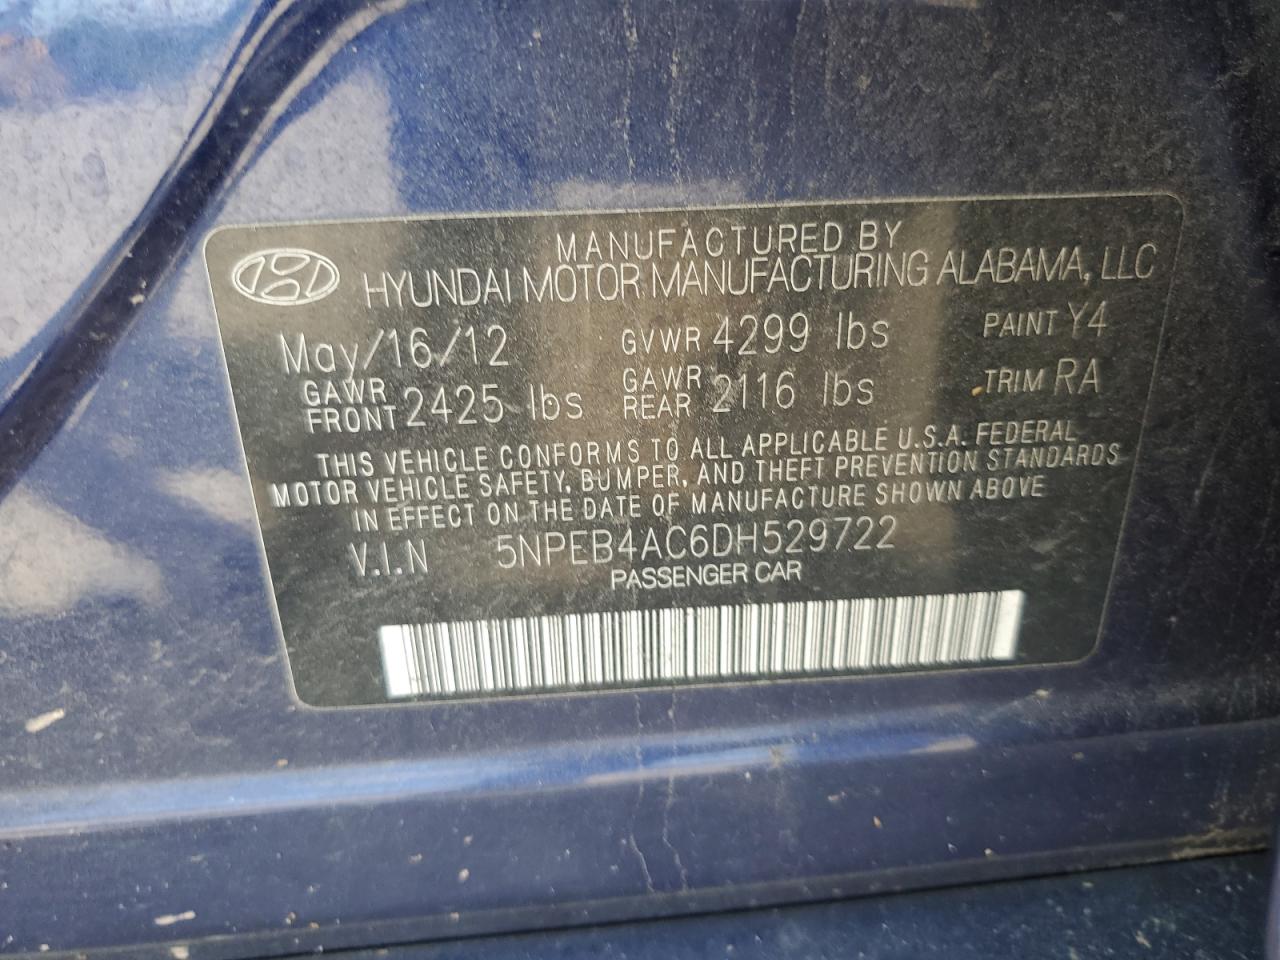 MANUFACTURED BY
HYUNDAI MOTOR MANUFACTURING ALABAMA, LLC
May/16/12 GVWR 4299 lbs PAINT Y4
GAWR FRONT 2425 lbs GAWR REAR 2116 lbs TRIM RA
THIS VEHICLE CONFORMS TO ALL APPLICABLE U.S.A. FEDERAL
MOTOR VEHICLE SAFETY, BUMPER, AND THEFT PREVENTION STANDARDS
IN EFFECT ON THE DATE OF MANUFACTURE SHOWN ABOVE
V.I.N 5NPEB4AC6DH529722
PASSENGER CAR